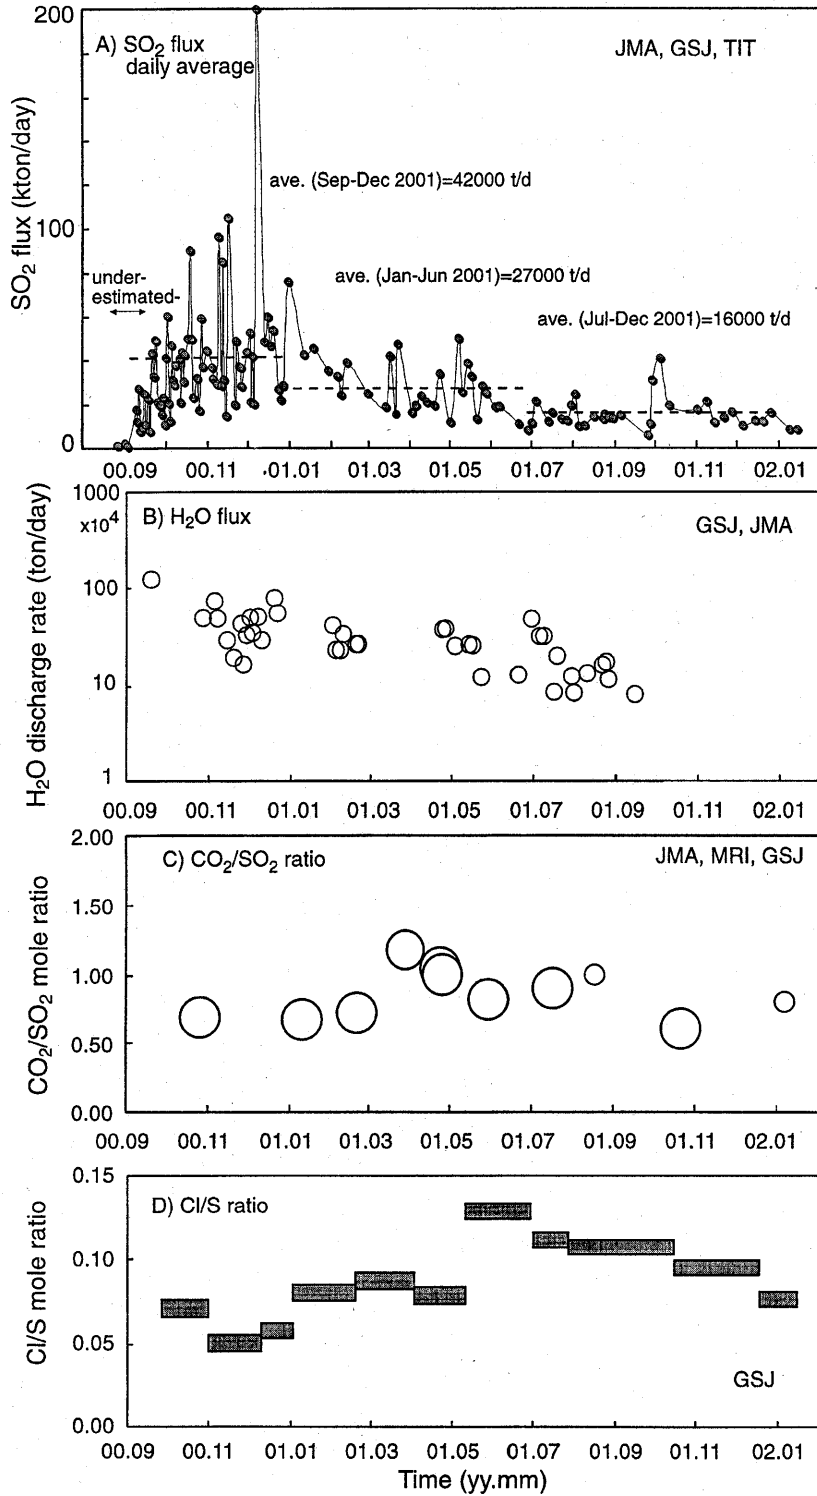 200
A) SO2 flux
daily average
JMA, GSJ, TIT
ave. (Sep-Dec 2001)=42000 t/d
100
under-
estimated-
ave. (Jan-Jun 2001)=27000 t/d
ave. (Jul-Dec 2001)=16000 t/d
0
SO2 flux (kton/day)
00.09 00.11 01.01 01.03 01.05 01.07 01.09 01.11 02.01
1000
x10^4
B) H2O flux
GSJ, JMA
100
10
1
H2O discharge rate (ton/day)
00.09 00.11 01.01 01.03 01.05 01.07 01.09 01.11 02.01
2.00
C) CO2/SO2 ratio
JMA, MRI, GSJ
1.50
1.00
0.50
0.00
CO2/SO2 mole ratio
00.09 00.11 01.01 01.03 01.05 01.07 01.09 01.11 02.01
0.15
D) Cl/S ratio
0.10
0.05
GSJ
0.00
Cl/S mole ratio
00.09 00.11 01.01 01.03 01.05 01.07 01.09 01.11 02.01
Time (yy.mm)